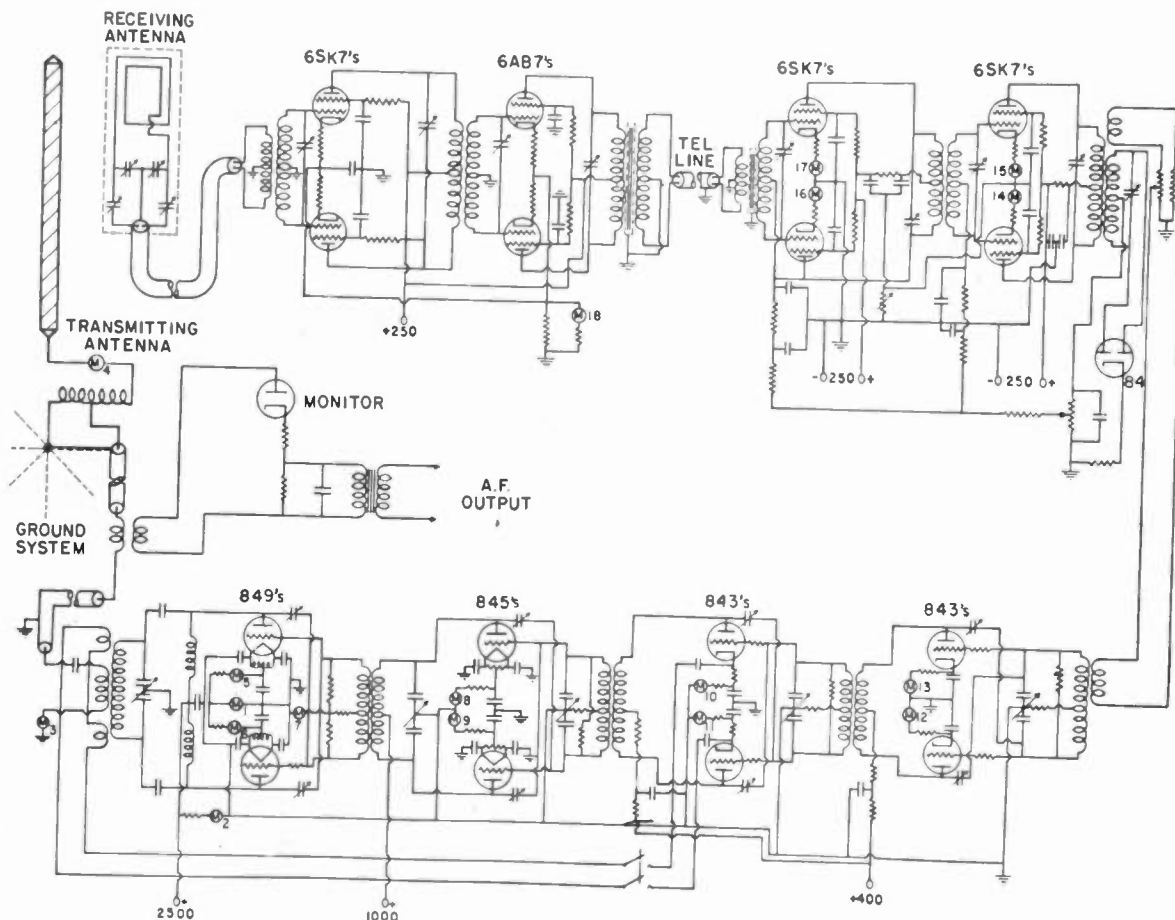 RECEIVING
ANTENNA
6SK7's
6AB7's
6SK7's
6SK7's
TEL
LINE
17
16
15
14
18
+250
- 250 +
- 250 +
84
TRANSMITTING
ANTENNA
M 4
MONITOR
A.F.
OUTPUT
GROUND
SYSTEM
849's
845's
843's
843's
M 3
M 5
M 6
M 7
M 8
M 9
M 10
M 11
M 13
M 12
M 2
2500
1000
+400